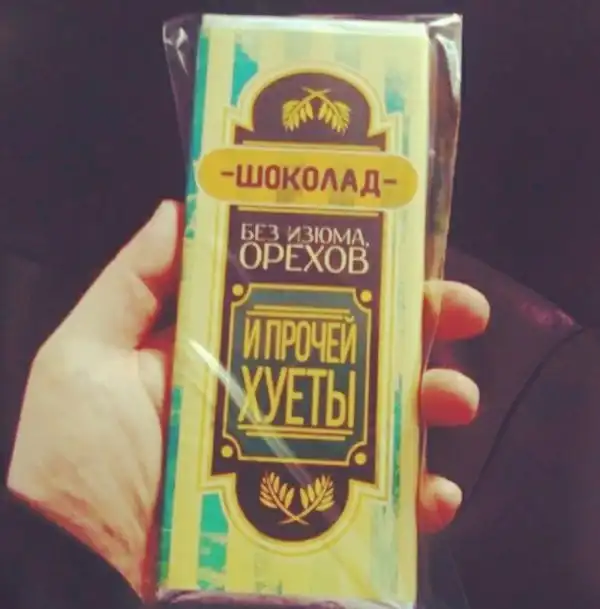 -ШОКОЛАД-
БЕЗ ИЗЮМА,
ОРЕХОВ
И ПРОЧЕЙ
ХУЕТЫ